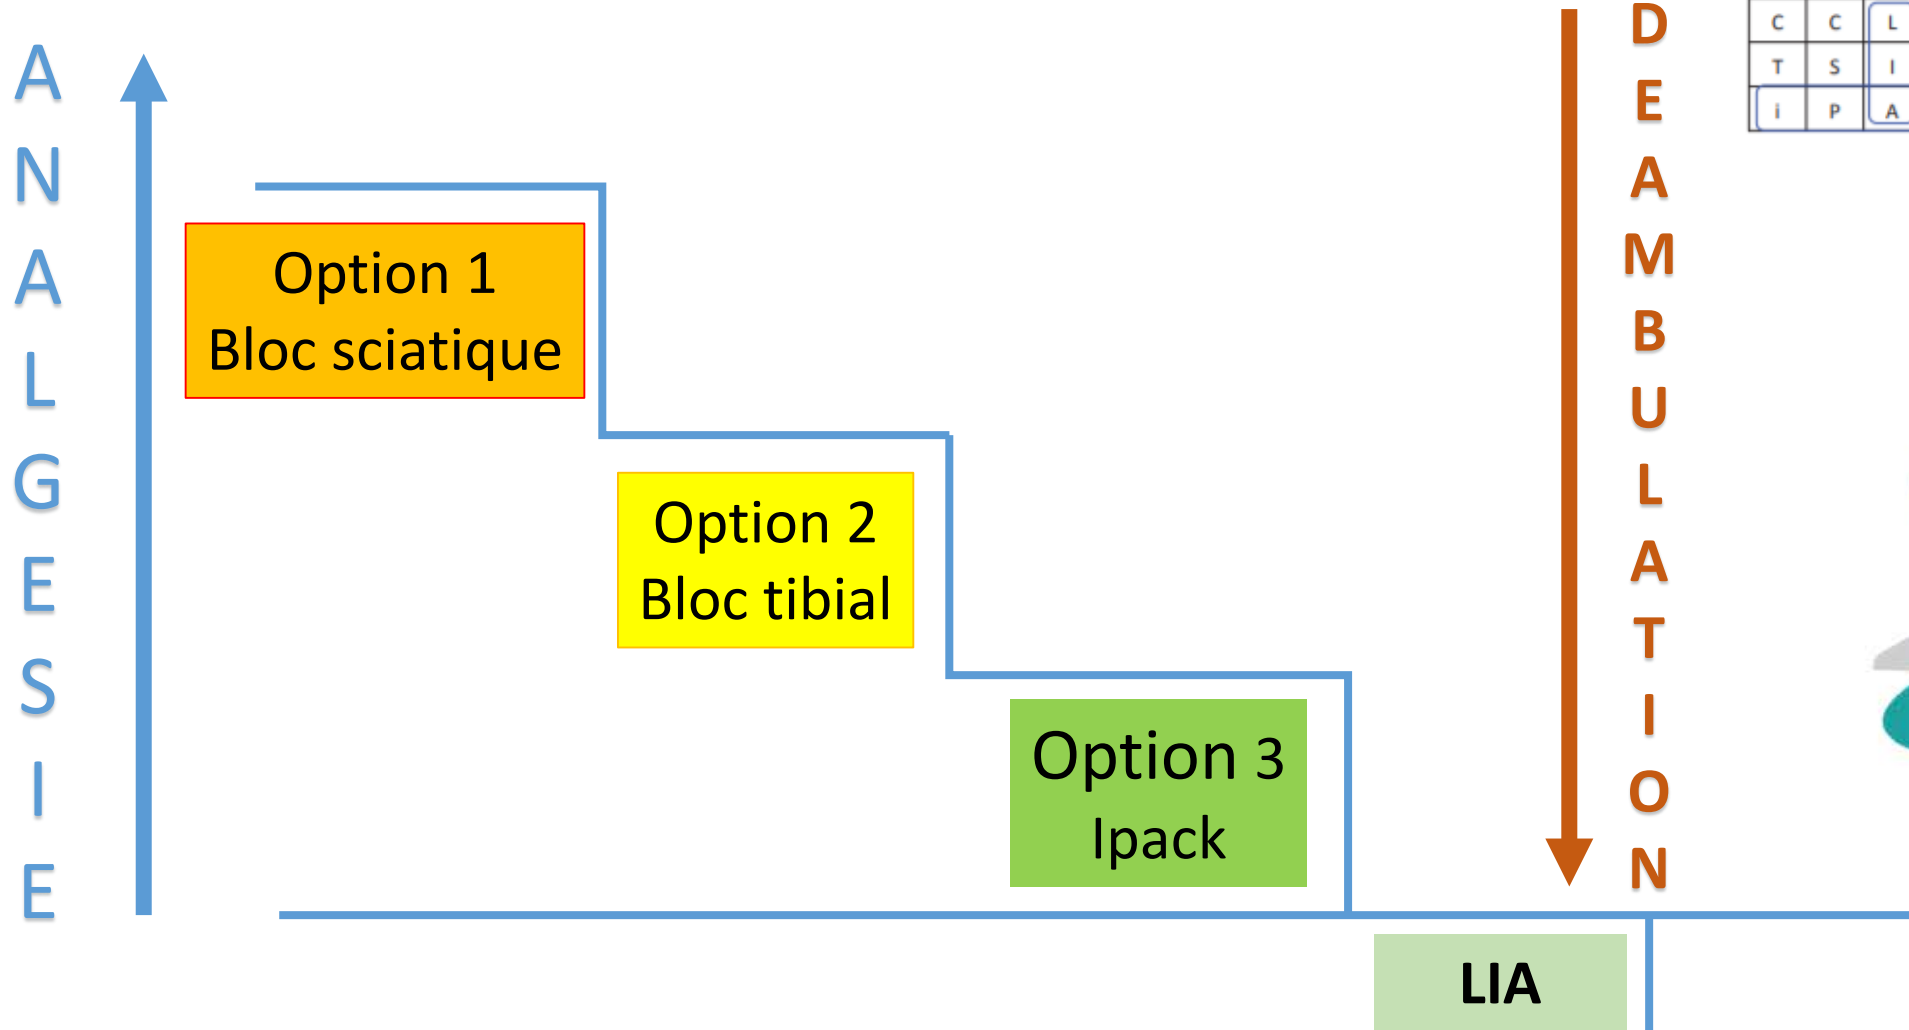 ANALGESIE
Option 1
Bloc sciatique
Option 2
Bloc tibial
Option 3
Ipack
LIA
DEAMBULATION
C C L
T S I
i P A